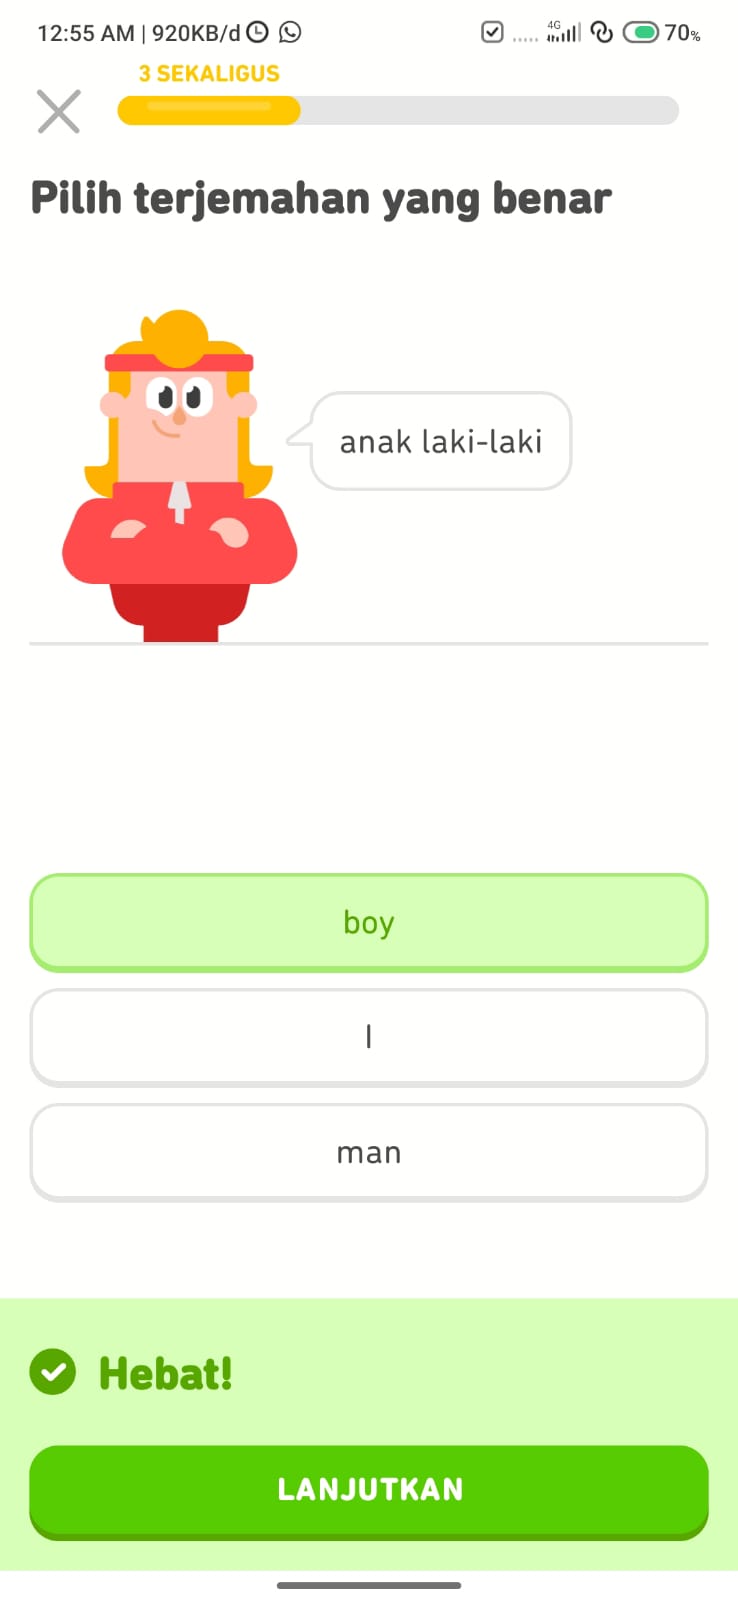 12:55 AM | 920KB/d 4G 70%
3 SEKALIGUS
Pilih terjemahan yang benar
anak laki-laki
boy
I
man
Hebat!
LANJUTKAN